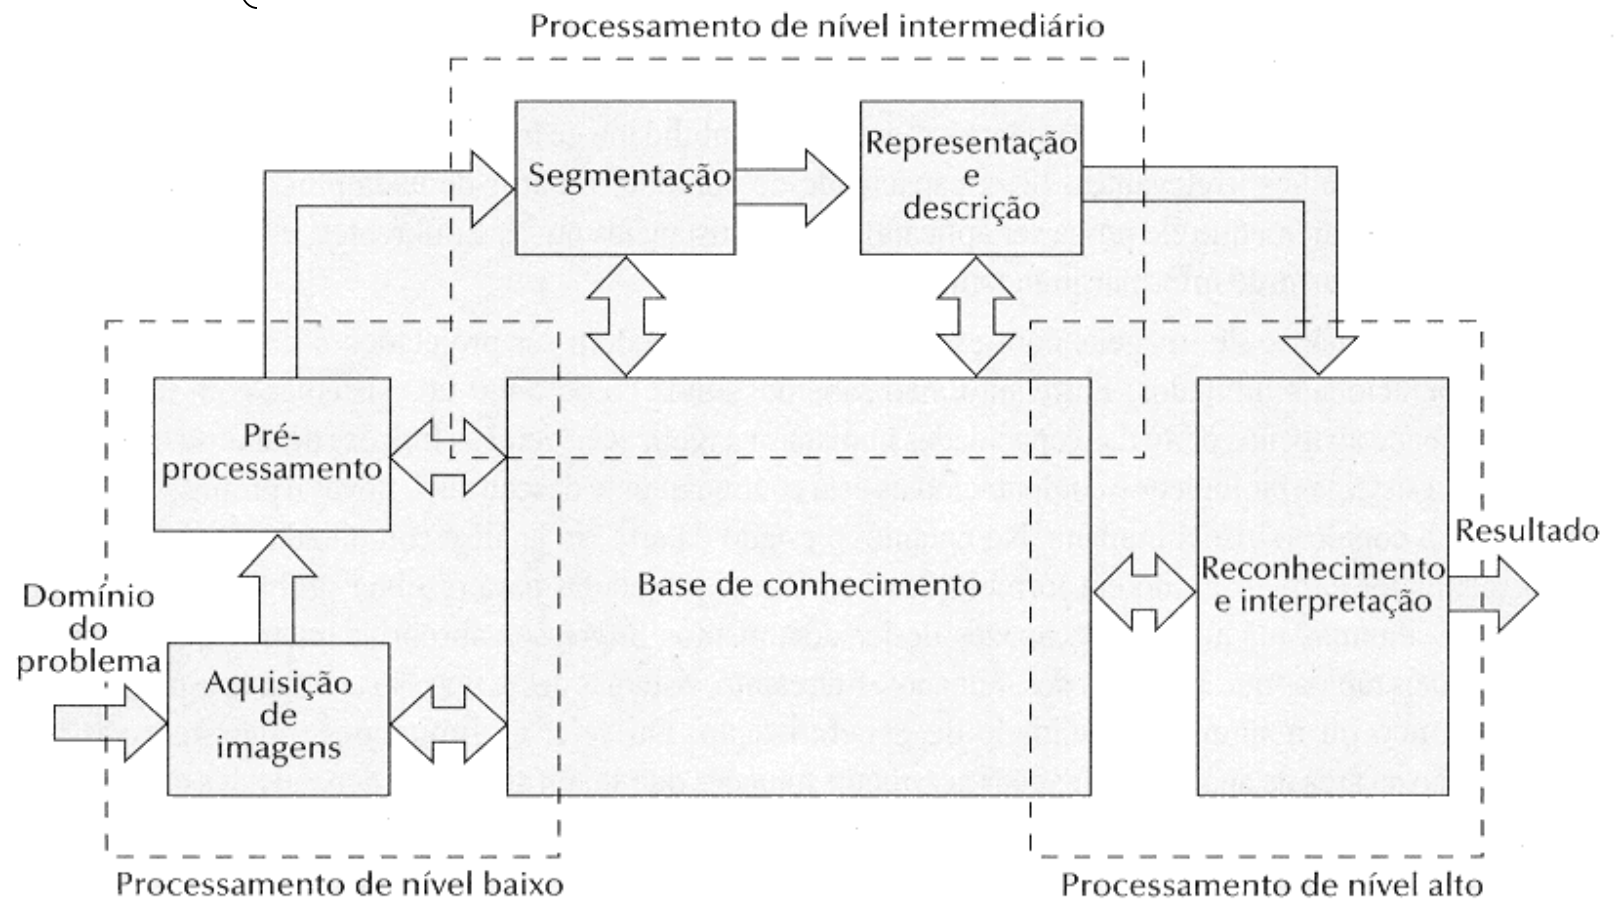 Processamento de nível intermediário
Segmentação
Representação
e
descrição
Pré-
processamento
Base de conhecimento
Resultado
Reconhecimento
e interpretação
Domínio
do
problema
Aquisição
de
imagens
Processamento de nível baixo
Processamento de nível alto